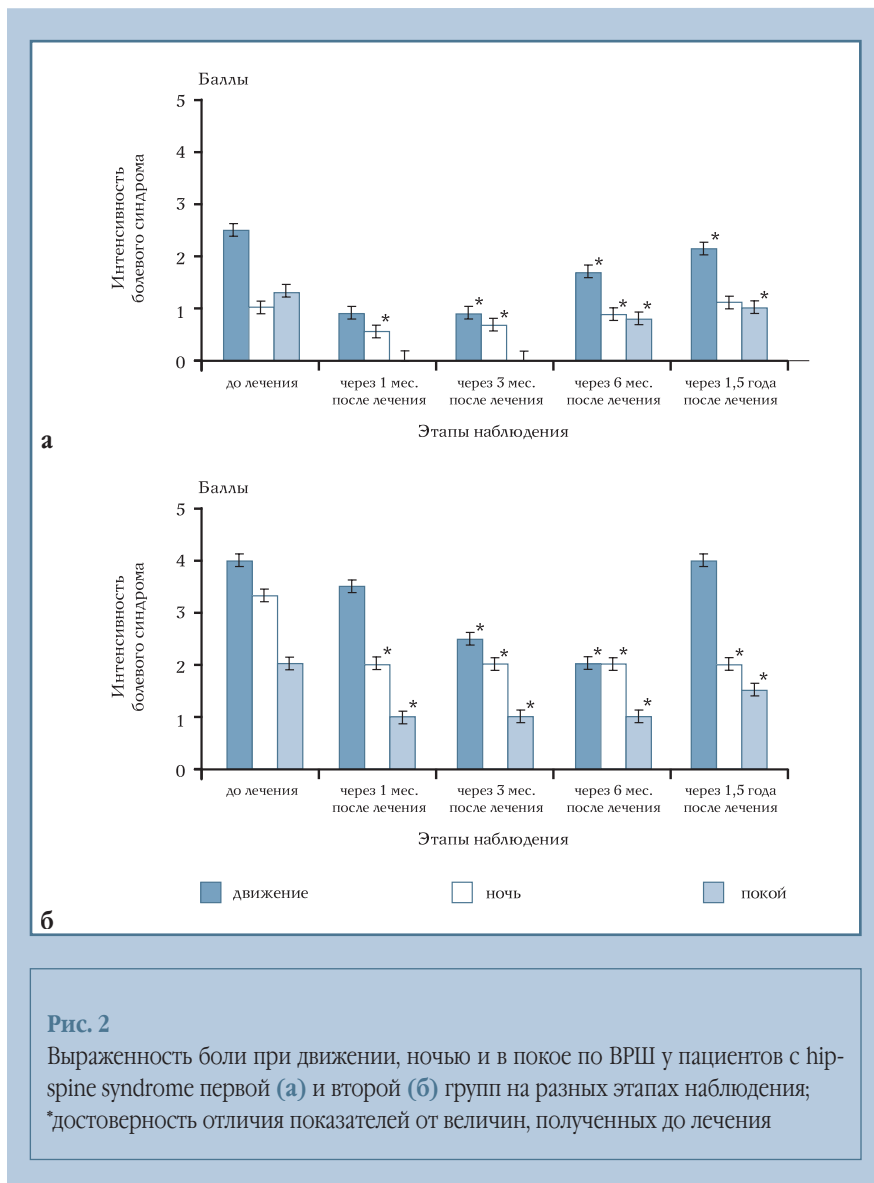 Баллы
5
4
3
2
1
0
Интенсивность
болевого синдрома
* * * * * * * *
до лечения
через 1 мес.
после лечения
через 3 мес.
после лечения
через 6 мес.
после лечения
через 1,5 года
после лечения
Этапы наблюдения
а
Баллы
5
4
3
2
1
0
Интенсивность
болевого синдрома
* * * * * * * * * * *
до лечения
через 1 мес.
после лечения
через 3 мес.
после лечения
через 6 мес.
после лечения
через 1,5 года
после лечения
Этапы наблюдения
движение
ночь
покой
б
Рис. 2
Выраженность боли при движении, ночью и в покое по ВРШ у пациентов с hip-
spine syndrome первой (а) и второй (б) групп на разных этапах наблюдения;
*достоверность отличия показателей от величин, полученных до лечения